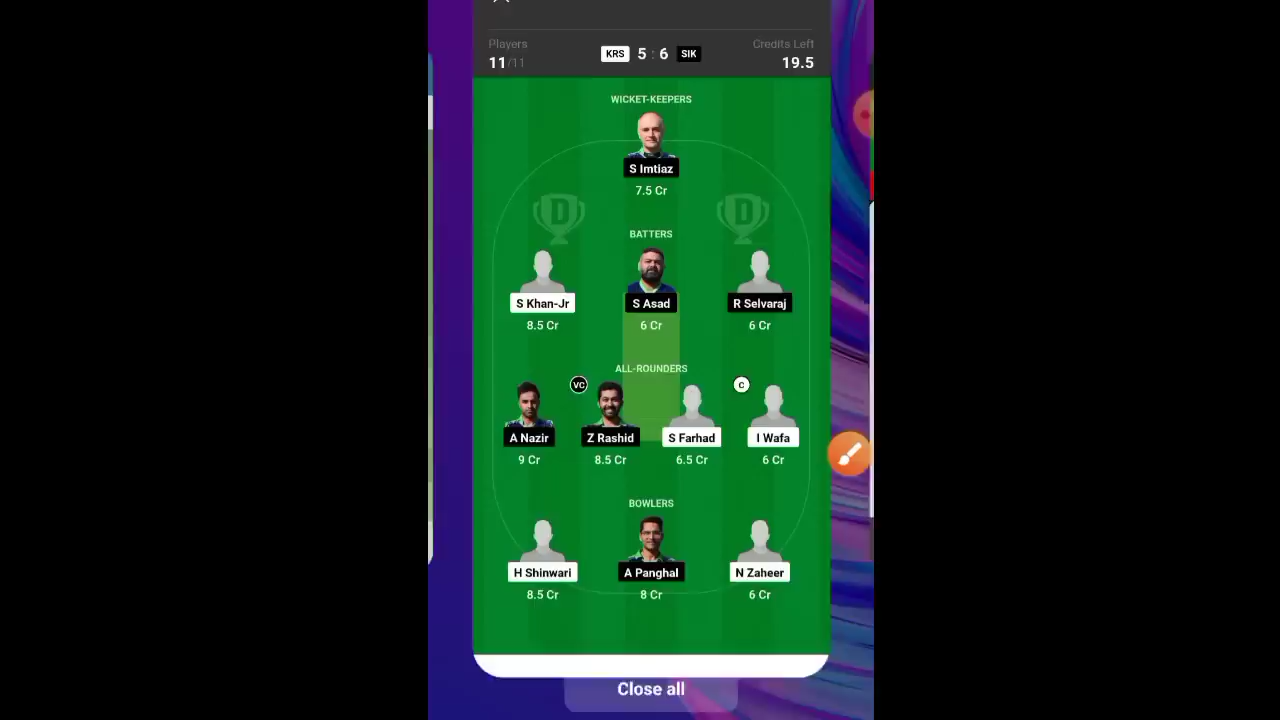 Players
Credits Left
11/11
KRS 5 : 6 SIK
19.5
WICKET-KEEPERS
S Imtiaz
7.5 Cr
D
D
BATTERS
S Khan-Jr
S Asad
R Selvaraj
8.5 Cr
6 Cr
6 Cr
ALL-ROUNDERS
VC
C
A Nazir
Z Rashid
S Farhad
I Wafa
9 Cr
8.5 Cr
6.5 Cr
6 Cr
BOWLERS
H Shinwari
A Panghal
N Zaheer
8.5 Cr
8 Cr
6 Cr
Close all